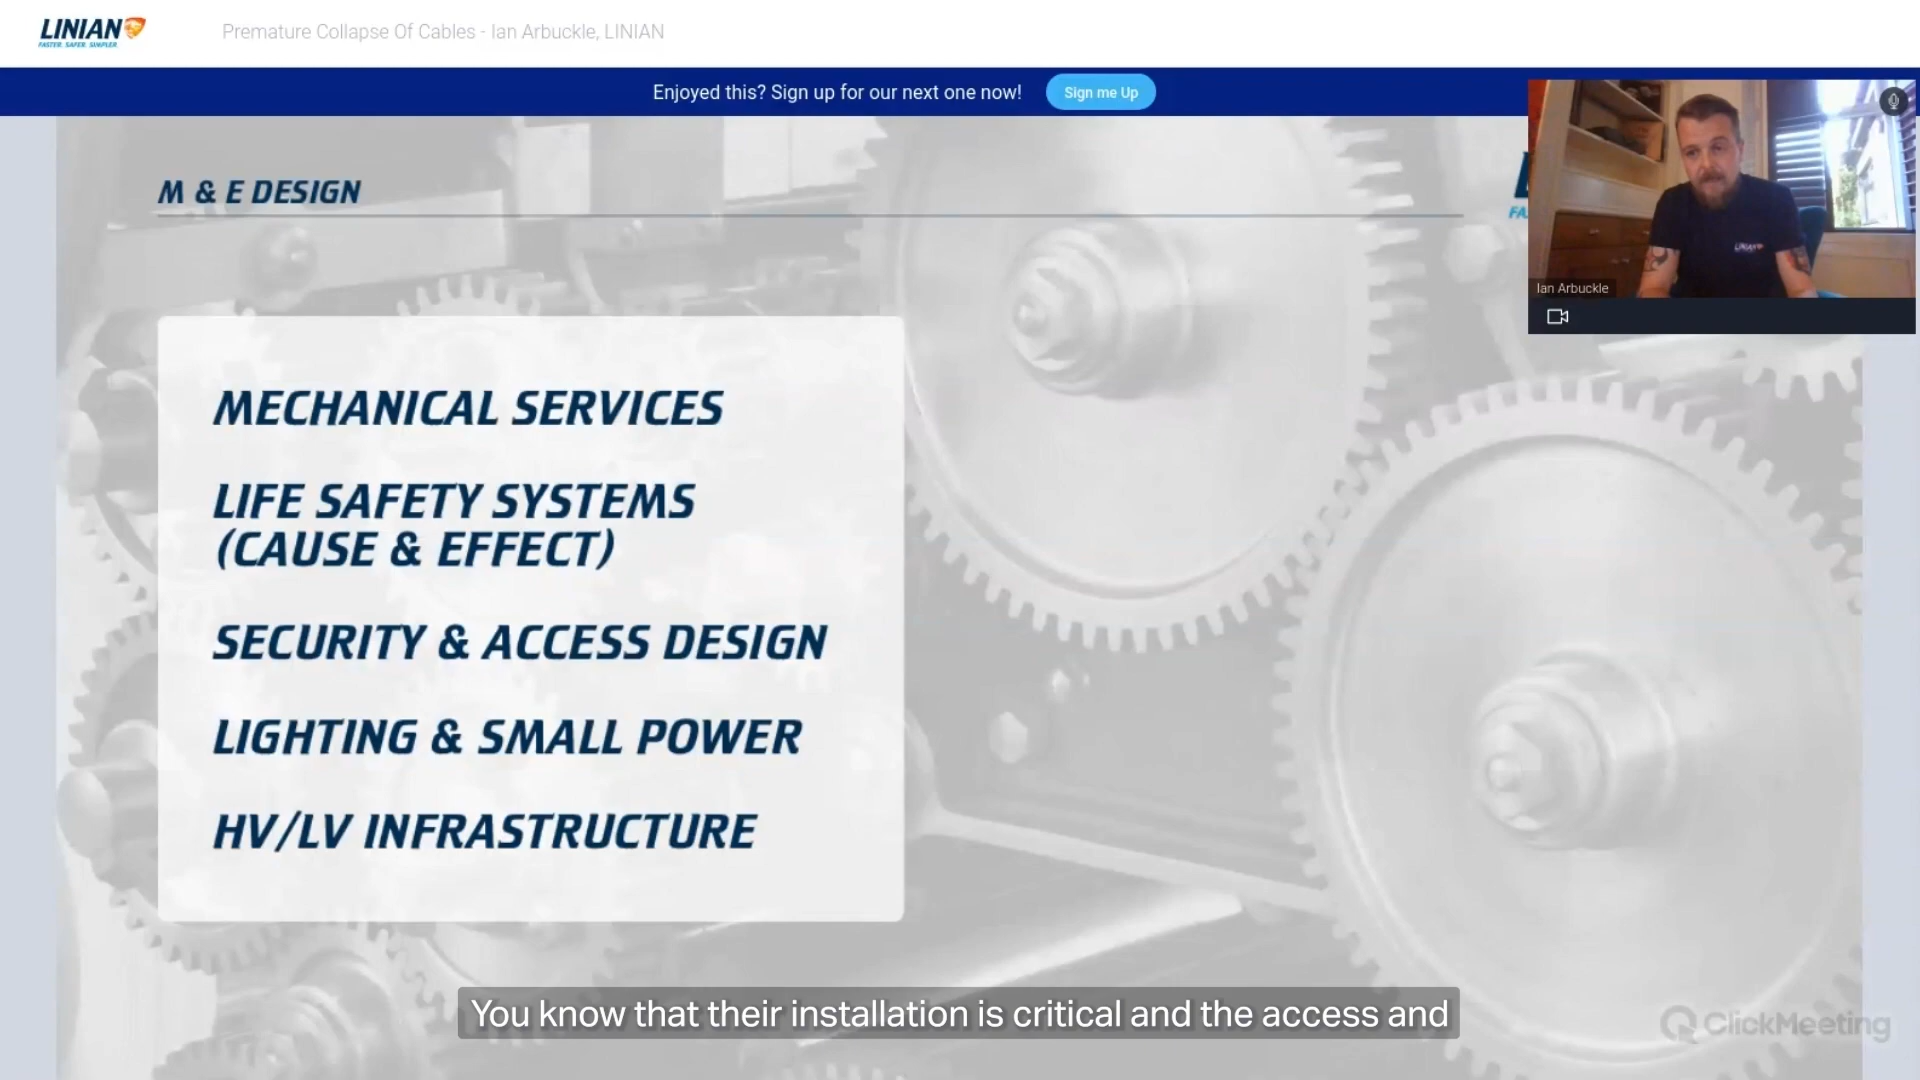 LINIAN
FASTER. SAFER. SIMPLER.
Premature Collapse Of Cables - Ian Arbuckle, LINIAN
Enjoyed this? Sign up for our next one now!
Sign me Up
M & E DESIGN
LINIAN
Ian Arbuckle
MECHANICAL SERVICES
LIFE SAFETY SYSTEMS
(CAUSE & EFFECT)
SECURITY & ACCESS DESIGN
LIGHTING & SMALL POWER
HV/LV INFRASTRUCTURE
You know that their installation is critical and the access and
ClickMeeting